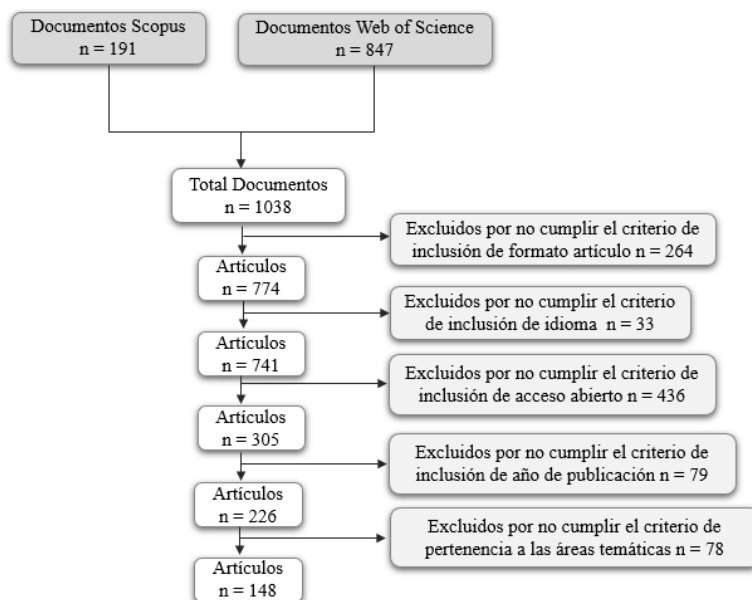 Documentos Scopus
n = 191
Documentos Web of Science
n = 847
Total Documentos
n = 1038
Excluidos por no cumplir el criterio de
inclusión de formato artículo n = 264
Artículos
n = 774
Excluidos por no cumplir el criterio
de inclusión de idioma n = 33
Artículos
n = 741
Excluidos por no cumplir el criterio de
inclusión de acceso abierto n = 436
Artículos
n = 305
Excluidos por no cumplir el criterio de
inclusión de año de publicación n = 79
Artículos
n = 226
Excluidos por no cumplir el criterio de
pertenencia a las áreas temáticas n = 78
Artículos
n = 148